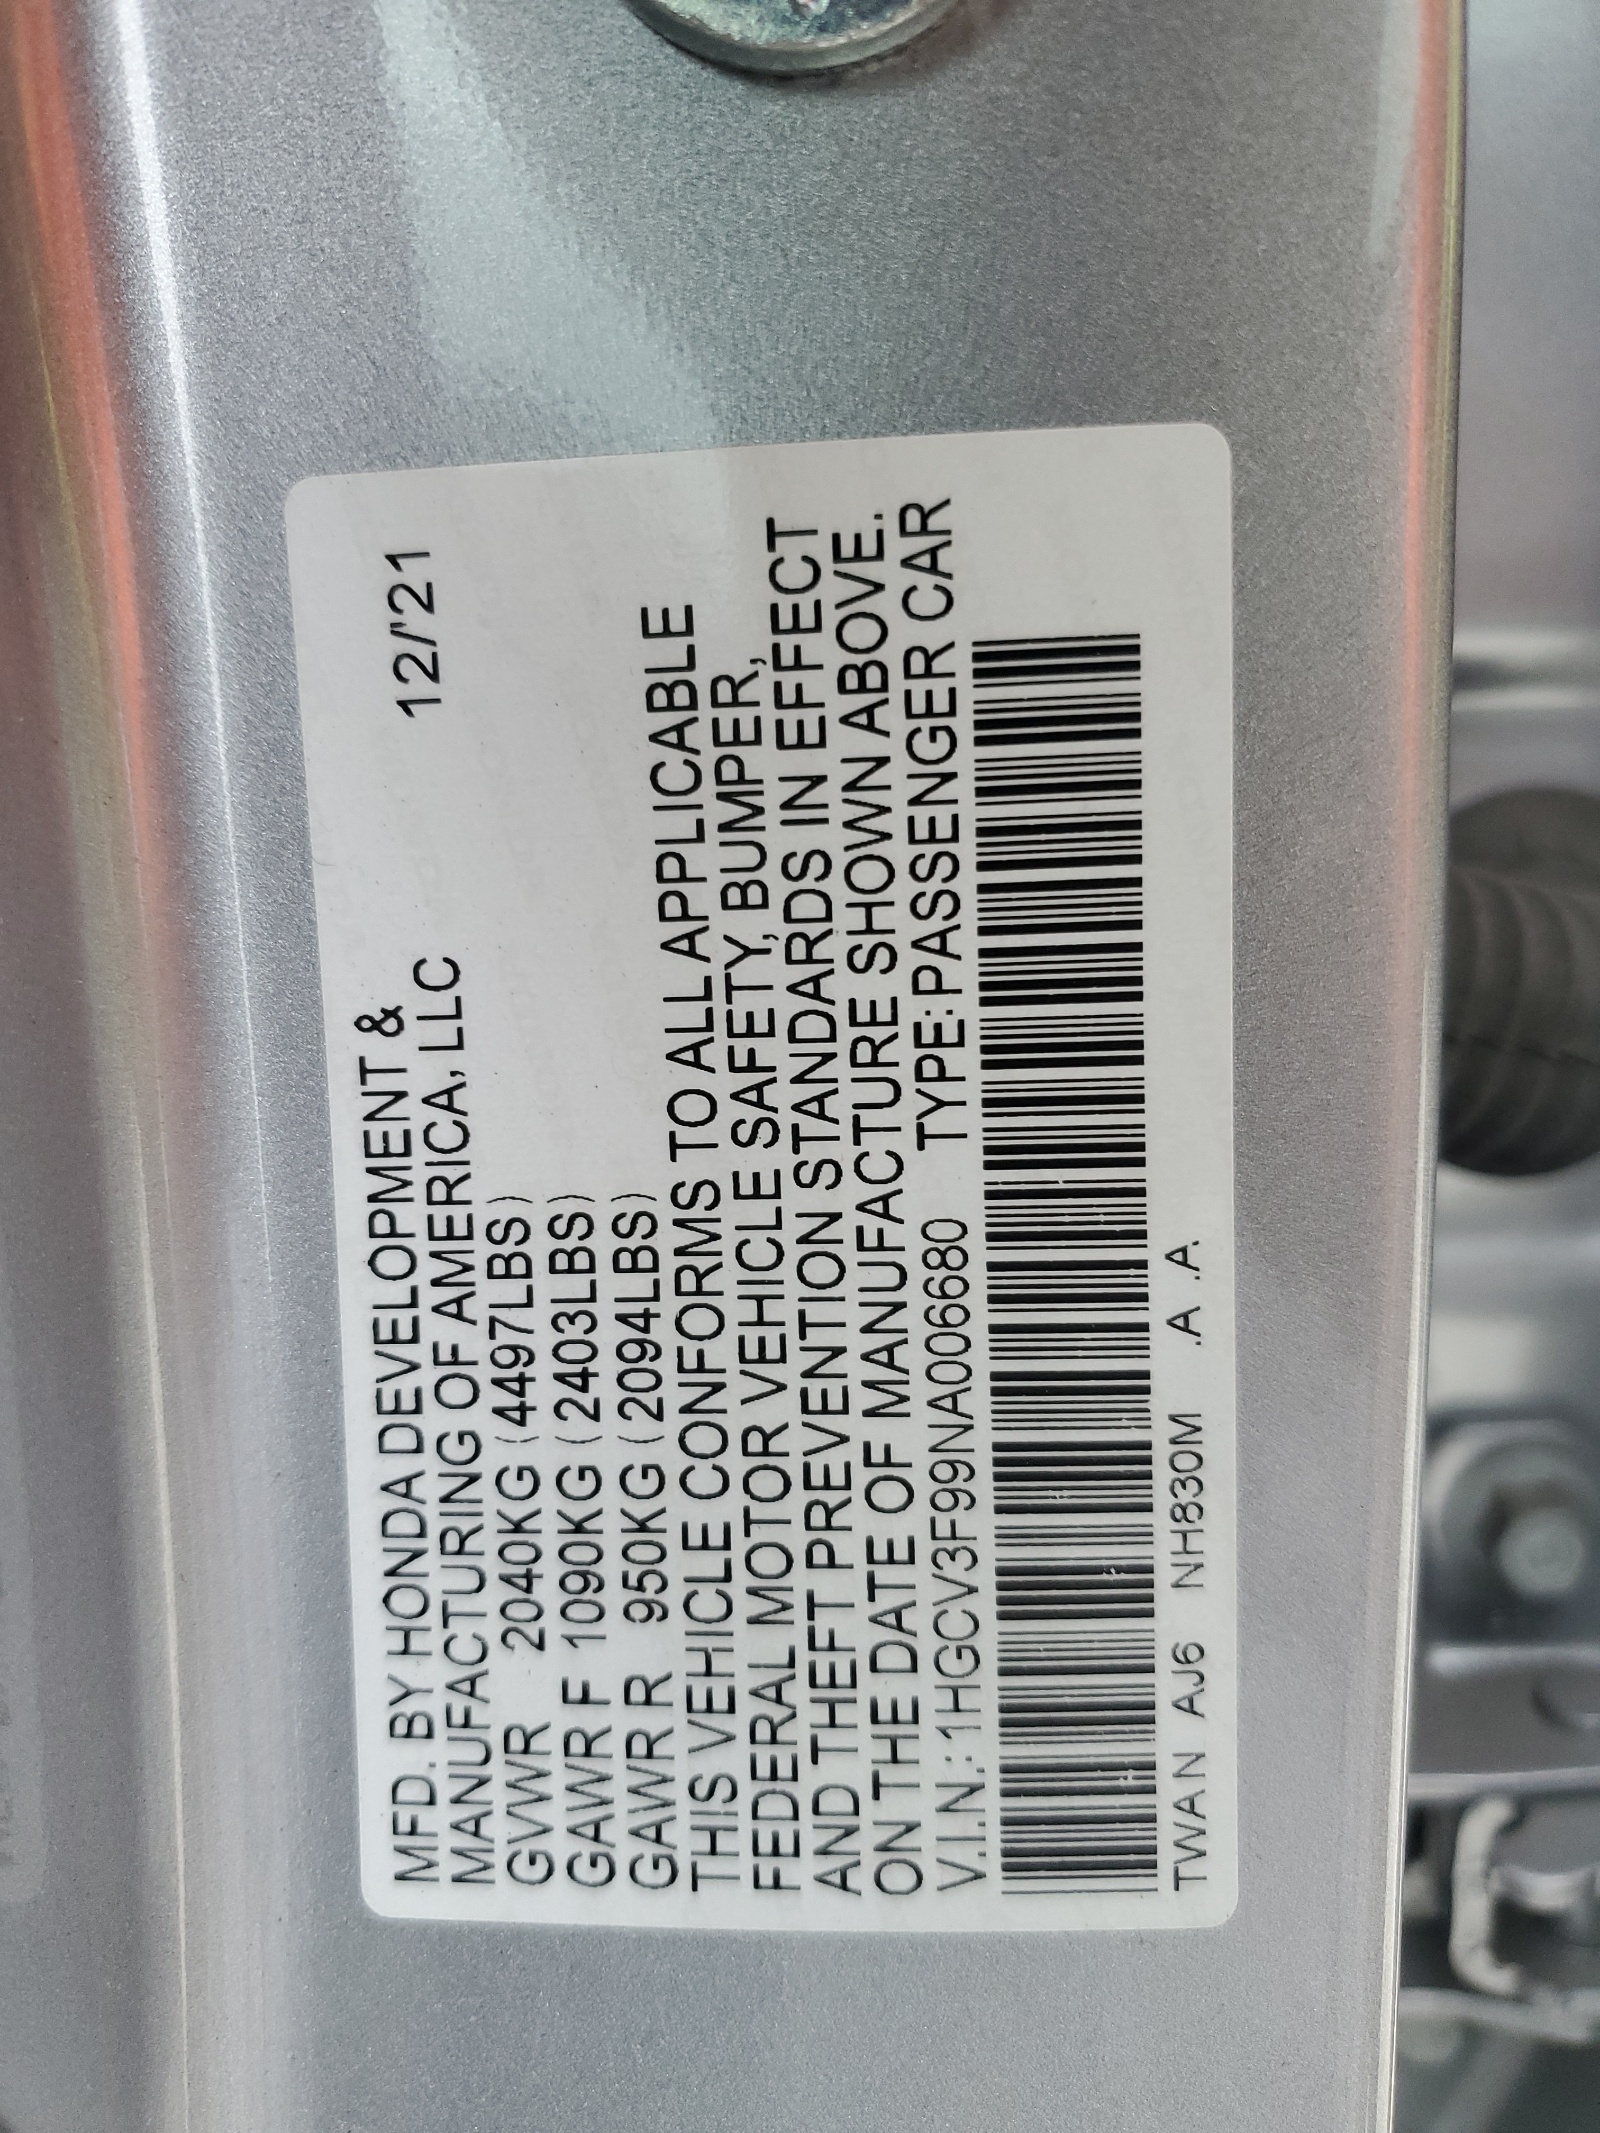 MFD. BY HONDA DEVELOPMENT &
MANUFACTURING OF AMERICA, LLC 12/'21
GVWR 2040KG (4497LBS)
GAWR F 1090KG (2403LBS)
GAWR R 950KG (2094LBS)
THIS VEHICLE CONFORMS TO ALL APPLICABLE
FEDERAL MOTOR VEHICLE SAFETY, BUMPER,
AND THEFT PREVENTION STANDARDS IN EFFECT
ON THE DATE OF MANUFACTURE SHOWN ABOVE.
V.I.N.: 1HGCV3F99NA006680 TYPE: PASSENGER CAR
TWAN AJ6 NH830M .A .A